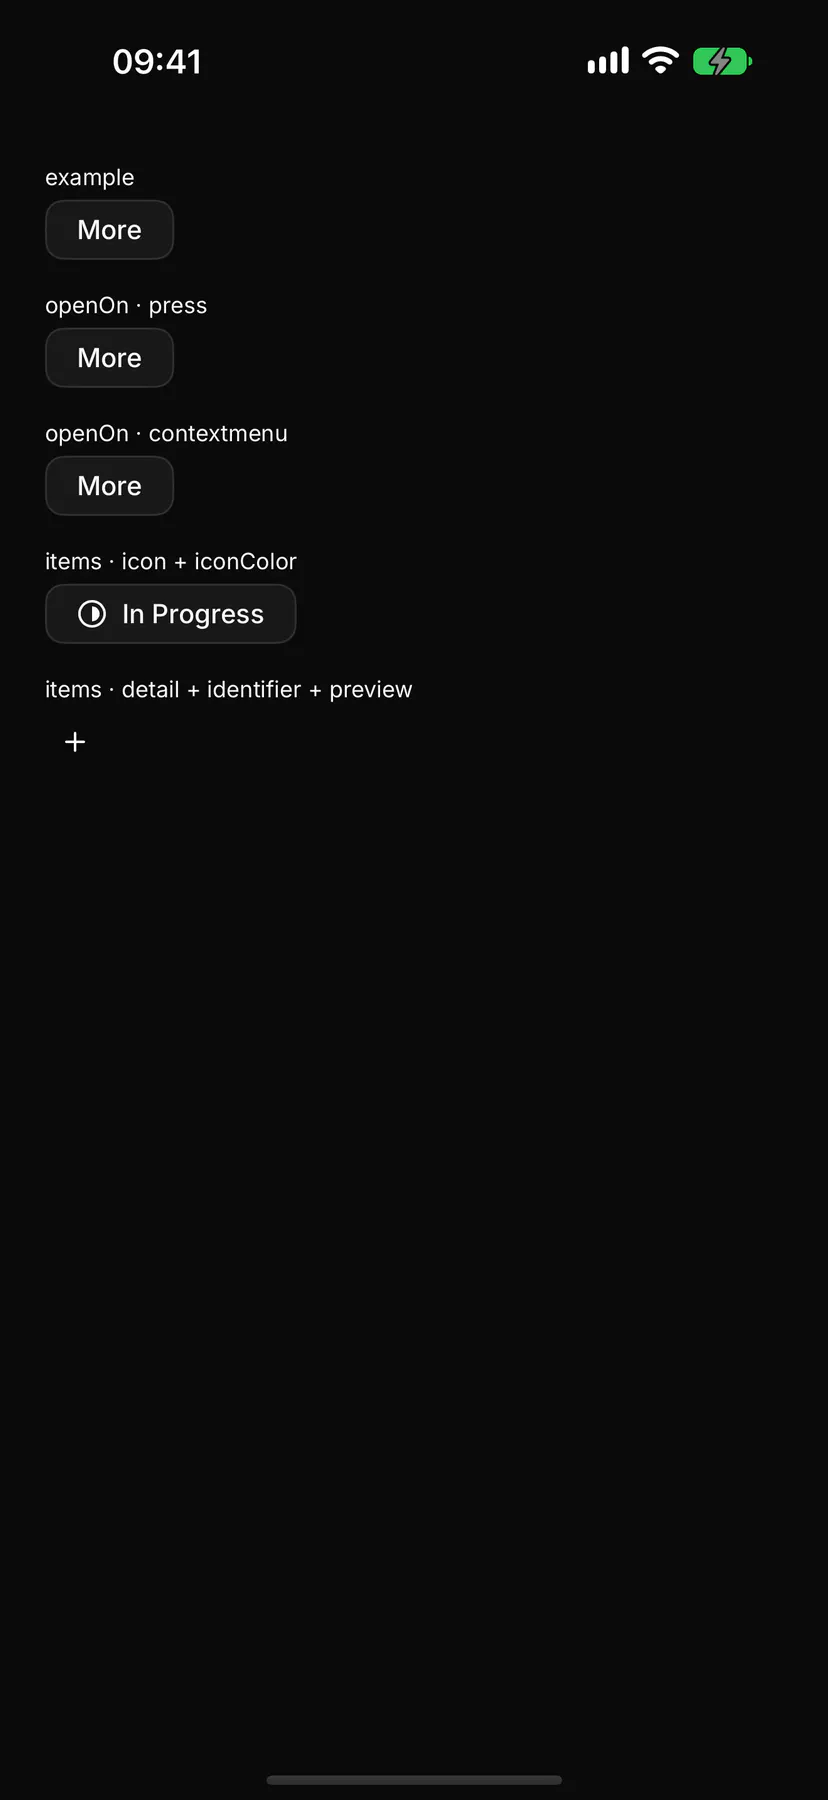 09:41
example
More
openOn · press
More
openOn · contextmenu
More
items · icon + iconColor
In Progress
items · detail + identifier + preview
+